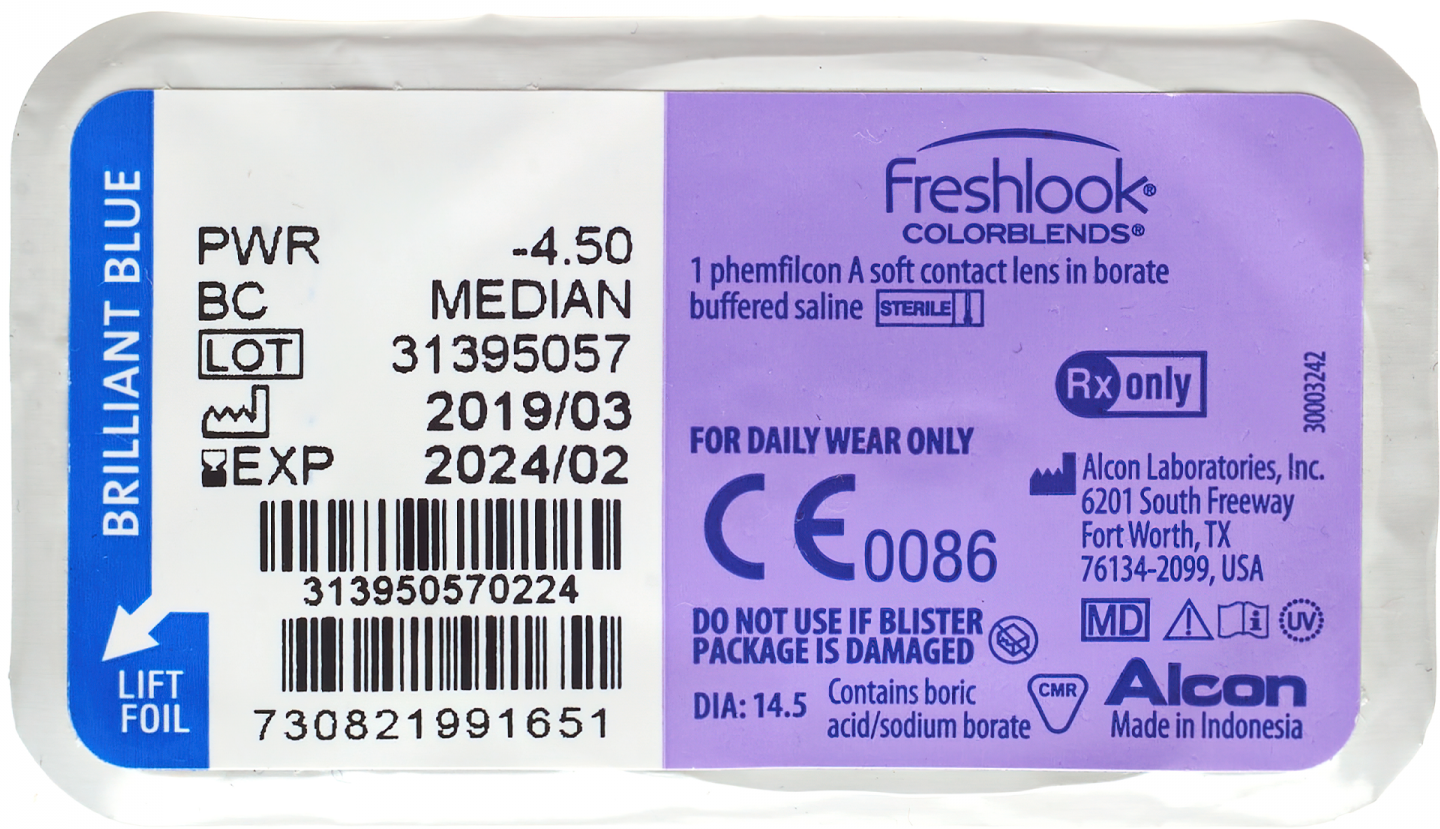 BRILLIANT BLUE
LIFT
FOIL
PWR -4.50
BC MEDIAN
LOT 31395057
2019/03
EXP 2024/02
313950570224
730821991651
Freshlook®
COLORBLENDS®
1 phemfilcon A soft contact lens in borate
buffered saline STERILE
Rx only
30003242
FOR DAILY WEAR ONLY
CE 0086
Alcon Laboratories, Inc.
6201 South Freeway
Fort Worth, TX
76134-2099, USA
DO NOT USE IF BLISTER
PACKAGE IS DAMAGED
MD i UV
DIA: 14.5
Contains boric
acid/sodium borate
CMR
Alcon
Made in Indonesia